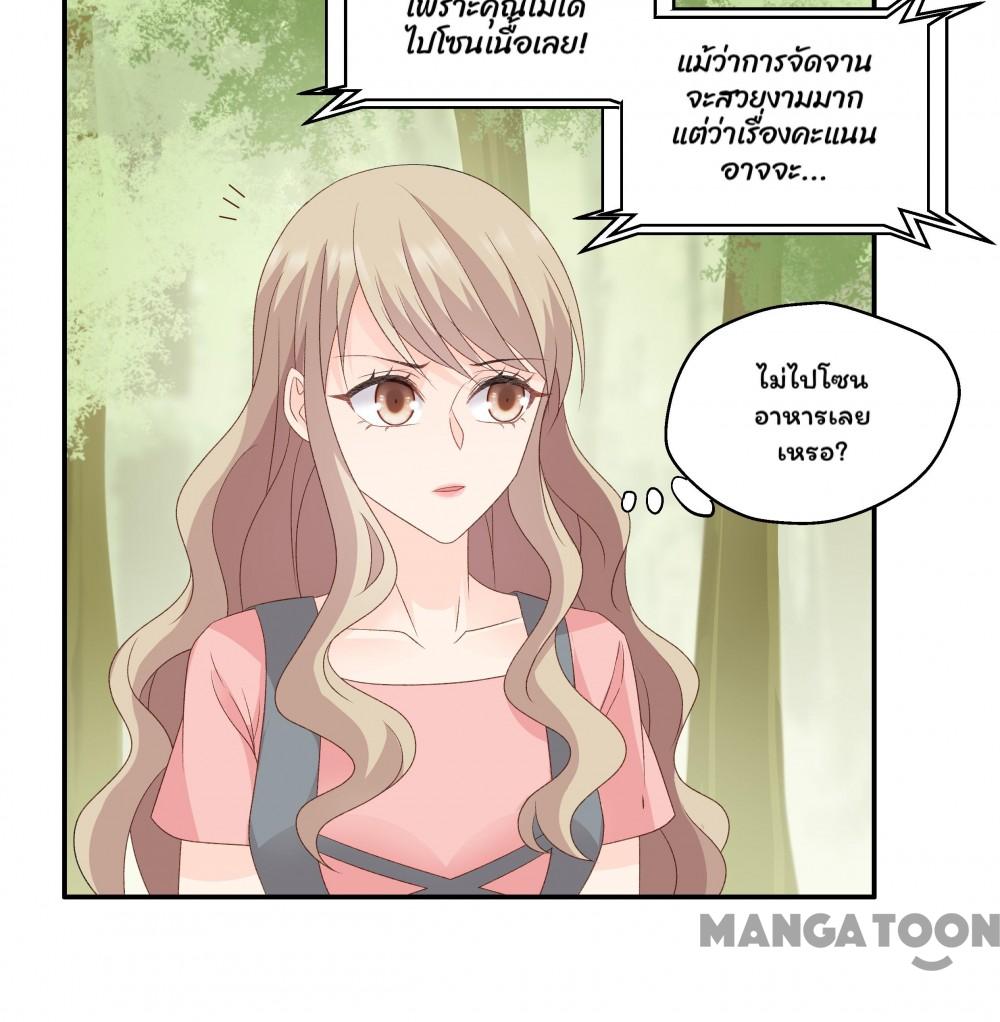 เพราะคุณไม่ได้
ไปโซนเนื้อเลย!
แม้ว่าการจัดจาน
จะสวยงามมาก
แต่ว่าเรื่องคะแนน
อาจจะ...
ไม่ไปโซน
อาหารเลย
เหรอ?
MANGATOON